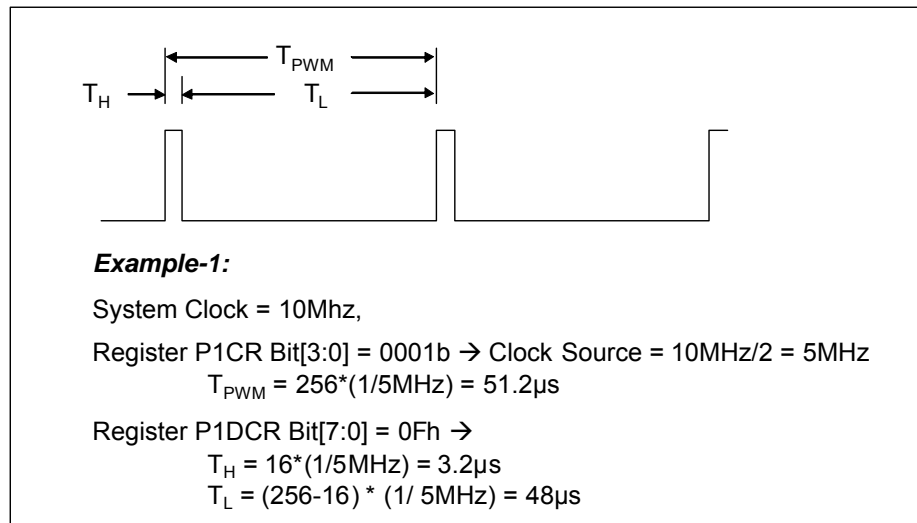 T_PWM
T_H T_L
Example-1:
System Clock = 10Mhz,
Register P1CR Bit[3:0] = 0001b → Clock Source = 10MHz/2 = 5MHz
T_PWM = 256*(1/5MHz) = 51.2µs
Register P1DCR Bit[7:0] = 0Fh →
T_H = 16*(1/5MHz) = 3.2µs
T_L = (256-16) * (1/ 5MHz) = 48µs